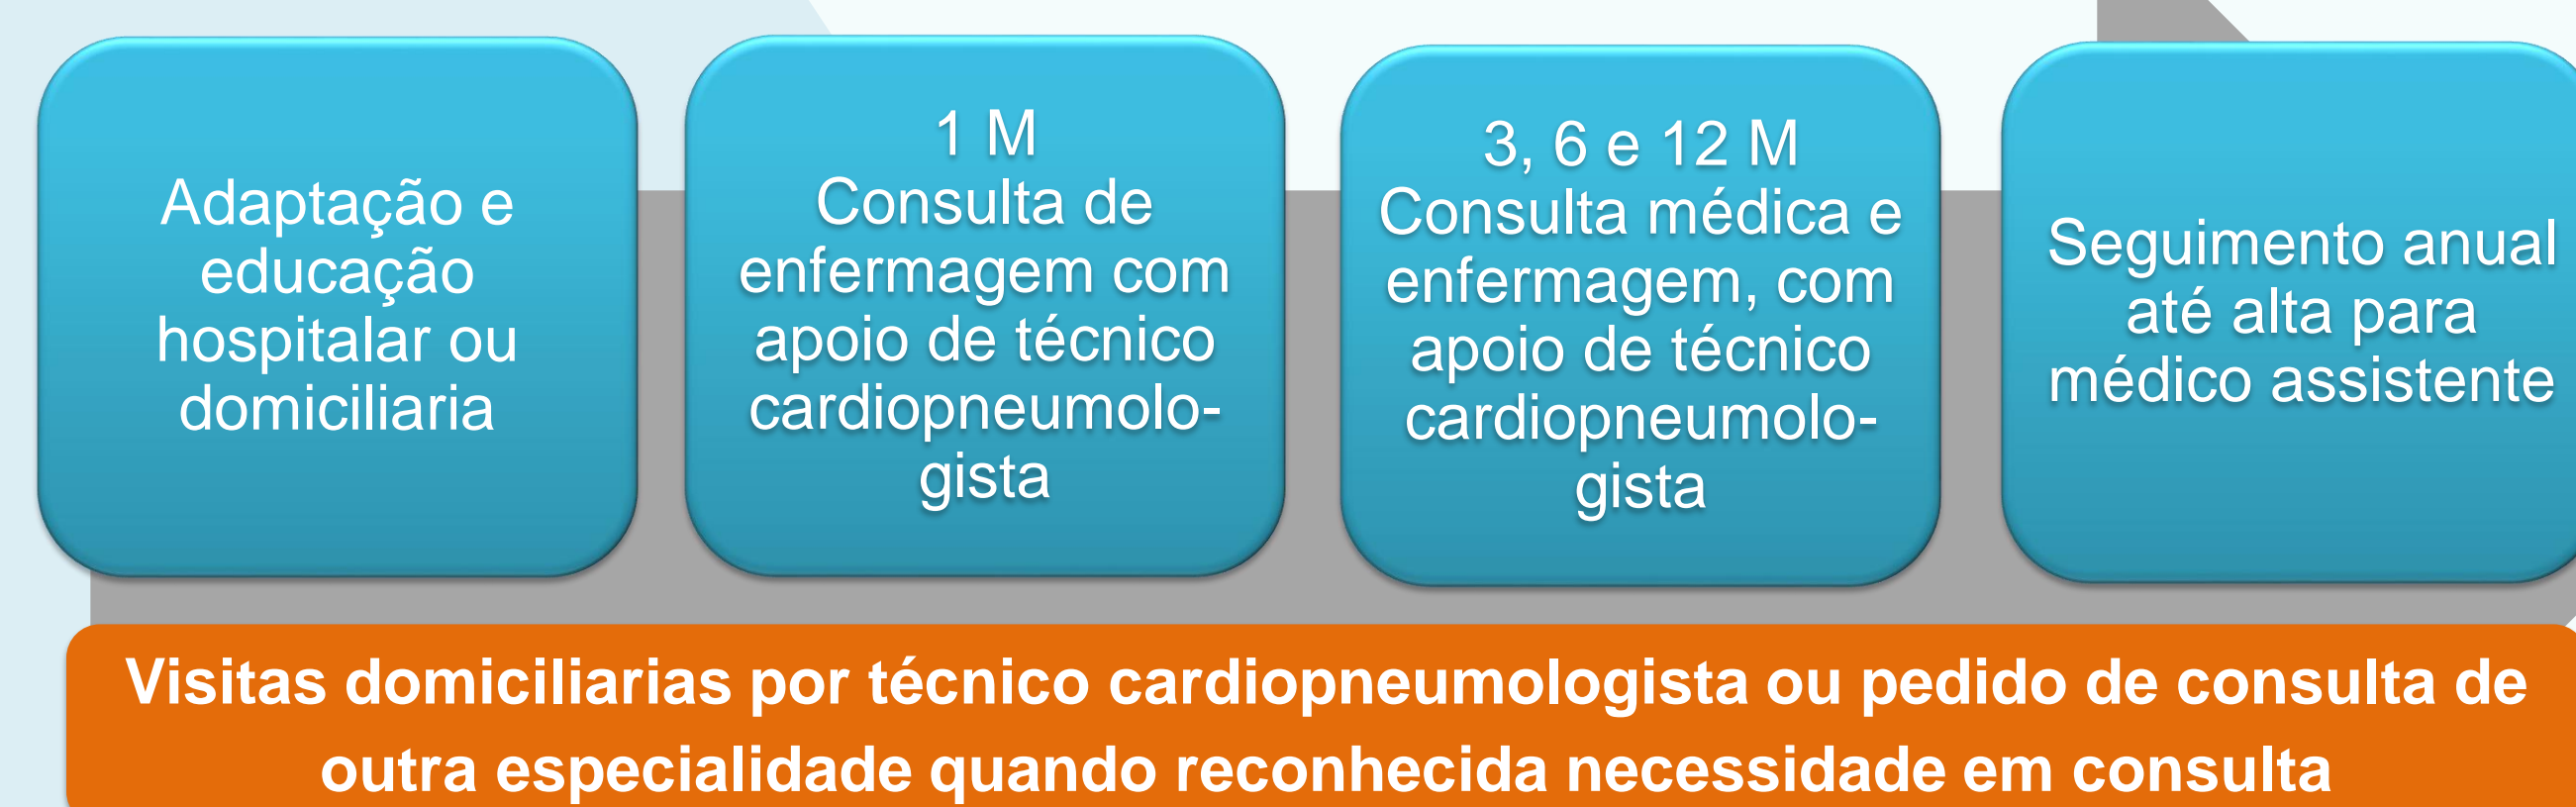 Adaptação e
educação
hospitalar ou
domiciliaria
1 M
Consulta de
enfermagem com
apoio de técnico
cardiopneumolo-
gista
3, 6 e 12 M
Consulta médica e
enfermagem, com
apoio de técnico
cardiopneumolo-
gista
Seguimento anual
até alta para
médico assistente
Visitas domiciliarias por técnico cardiopneumologista ou pedido de consulta de
outra especialidade quando reconhecida necessidade em consulta